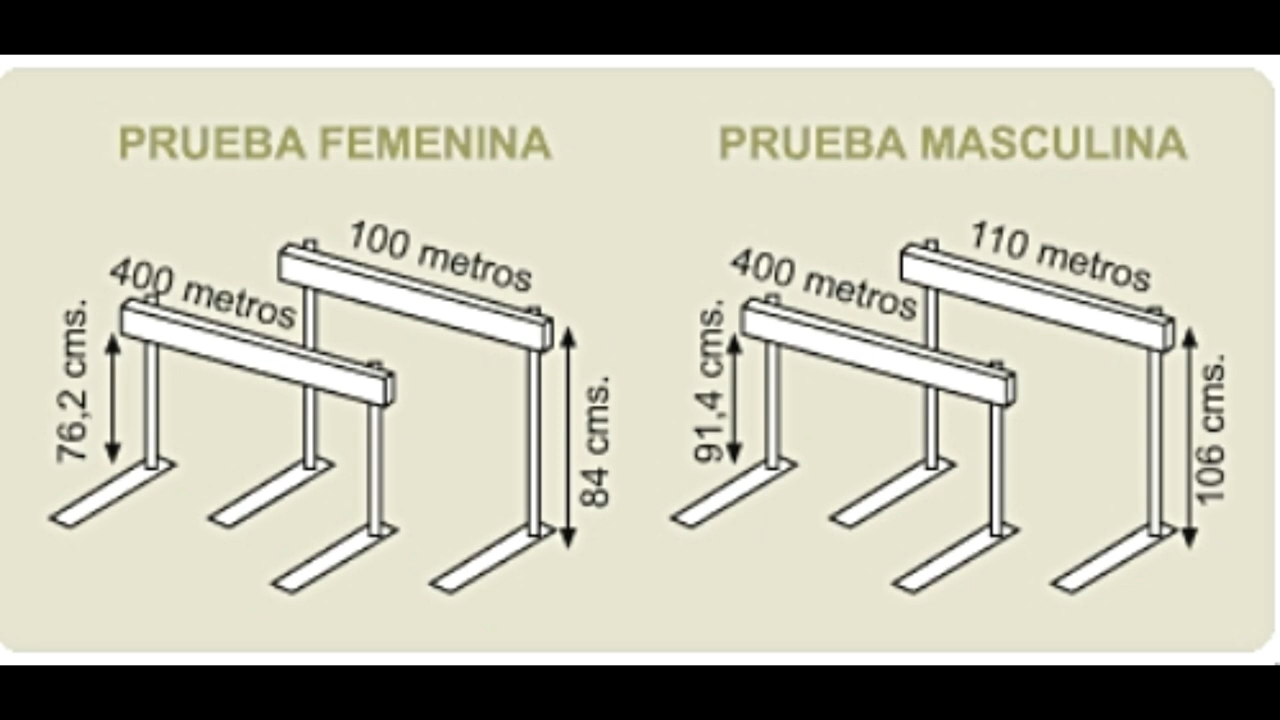 PRUEBA FEMENINA
100 metros
400 metros
76,2 cms.
84 cms.
PRUEBA MASCULINA
110 metros
400 metros
91,4 cms.
106 cms.